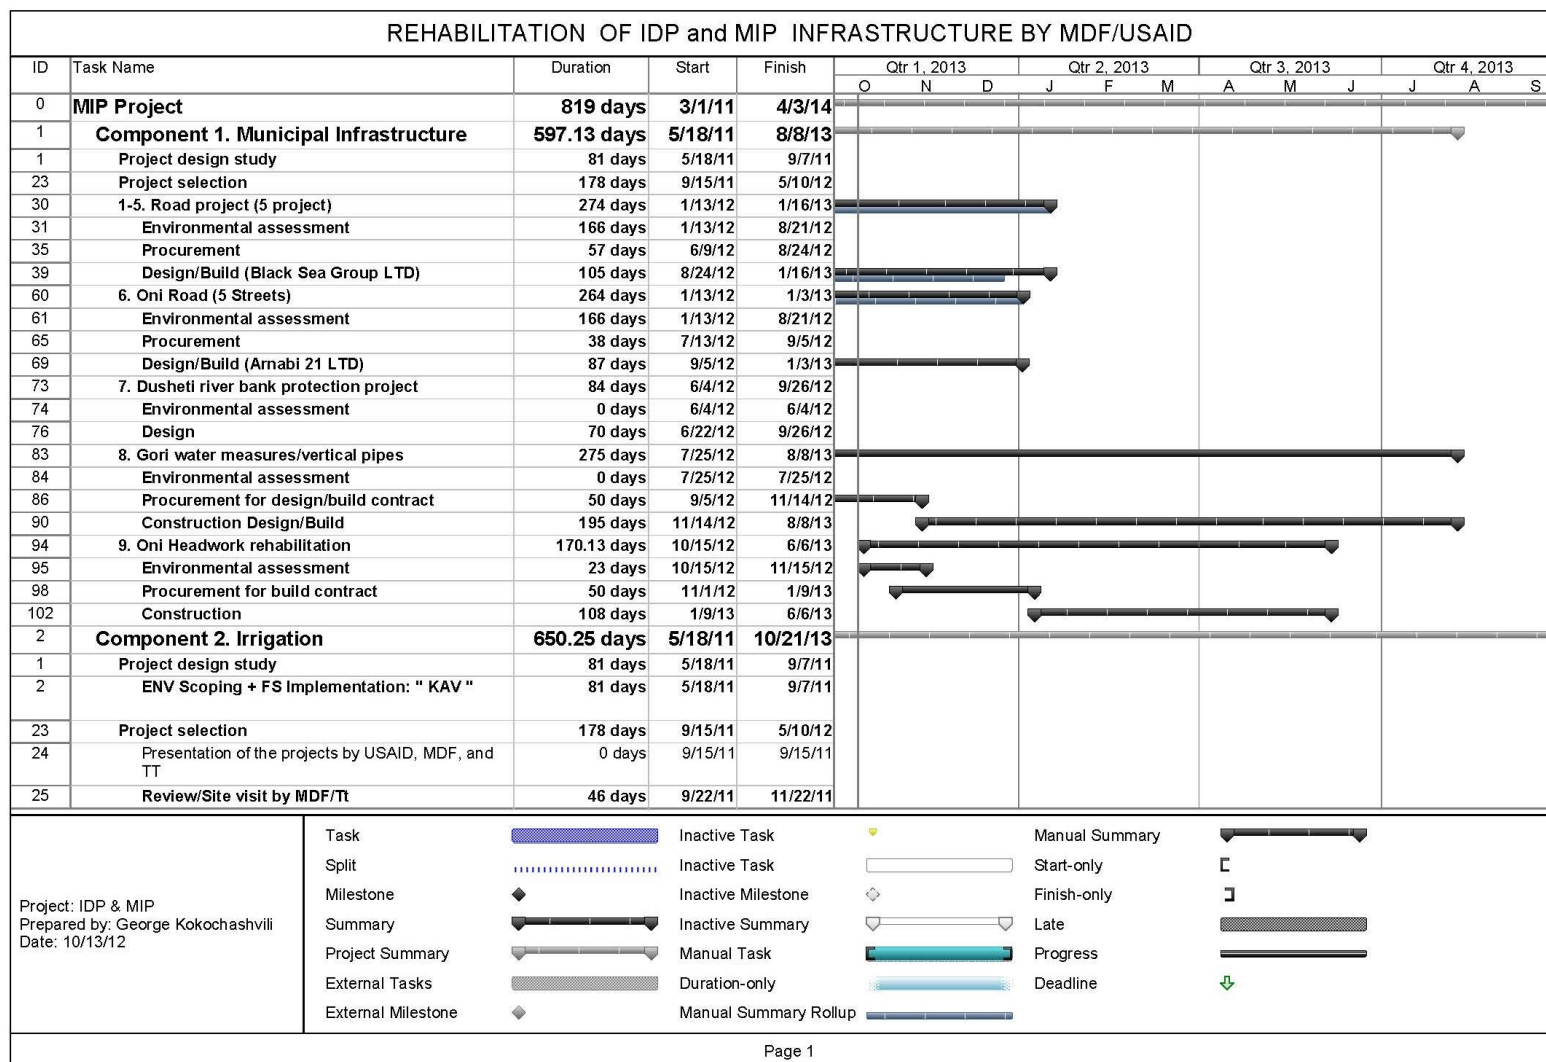 REHABILITATION OF IDP and MIP INFRASTRUCTURE BY MDF/USAID
ID Task Name Duration Start Finish Qtr 1, 2013 Qtr 2, 2013 Qtr 3, 2013 Qtr 4, 2013
O N D J F M A M J J A S
0 MIP Project 819 days 3/1/11 4/3/14
1 Component 1. Municipal Infrastructure 597.13 days 5/18/11 8/8/13
1 Project design study 81 days 5/18/11 9/7/11
23 Project selection 178 days 9/15/11 5/10/12
30 1-5. Road project (5 project) 274 days 1/13/12 1/16/13
31 Environmental assessment 166 days 1/13/12 8/21/12
35 Procurement 57 days 6/9/12 8/24/12
39 Design/Build (Black Sea Group LTD) 105 days 8/24/12 1/16/13
60 6. Oni Road (5 Streets) 264 days 1/13/12 1/3/13
61 Environmental assessment 166 days 1/13/12 8/21/12
65 Procurement 38 days 7/13/12 9/5/12
69 Design/Build (Arnabi 21 LTD) 87 days 9/5/12 1/3/13
73 7. Dusheti river bank protection project 84 days 6/4/12 9/26/12
74 Environmental assessment 0 days 6/4/12 6/4/12
76 Design 70 days 6/22/12 9/26/12
83 8. Gori water measures/vertical pipes 275 days 7/25/12 8/8/13
84 Environmental assessment 0 days 7/25/12 7/25/12
86 Procurement for design/build contract 50 days 9/5/12 11/14/12
90 Construction Design/Build 195 days 11/14/12 8/8/13
94 9. Oni Headwork rehabilitation 170.13 days 10/15/12 6/6/13
95 Environmental assessment 23 days 10/15/12 11/15/12
98 Procurement for build contract 50 days 11/1/12 1/9/13
102 Construction 108 days 1/9/13 6/6/13
2 Component 2. Irrigation 650.25 days 5/18/11 10/21/13
1 Project design study 81 days 5/18/11 9/7/11
2 ENV Scoping + FS Implementation: " KAV " 81 days 5/18/11 9/7/11
23 Project selection 178 days 9/15/11 5/10/12
24 Presentation of the projects by USAID, MDF, and 0 days 9/15/11 9/15/11
TT
25 Review/Site visit by MDF/Tt 46 days 9/22/11 11/22/11
Project: IDP & MIP
Prepared by: George Kokochashvili
Date: 10/13/12
Task
Split
Milestone
Summary
Project Summary
External Tasks
External Milestone
Inactive Task
Inactive Task
Inactive Milestone
Inactive Summary
Manual Task
Duration-only
Manual Summary Rollup
Manual Summary
Start-only
Finish-only
Late
Progress
Deadline
Page 1